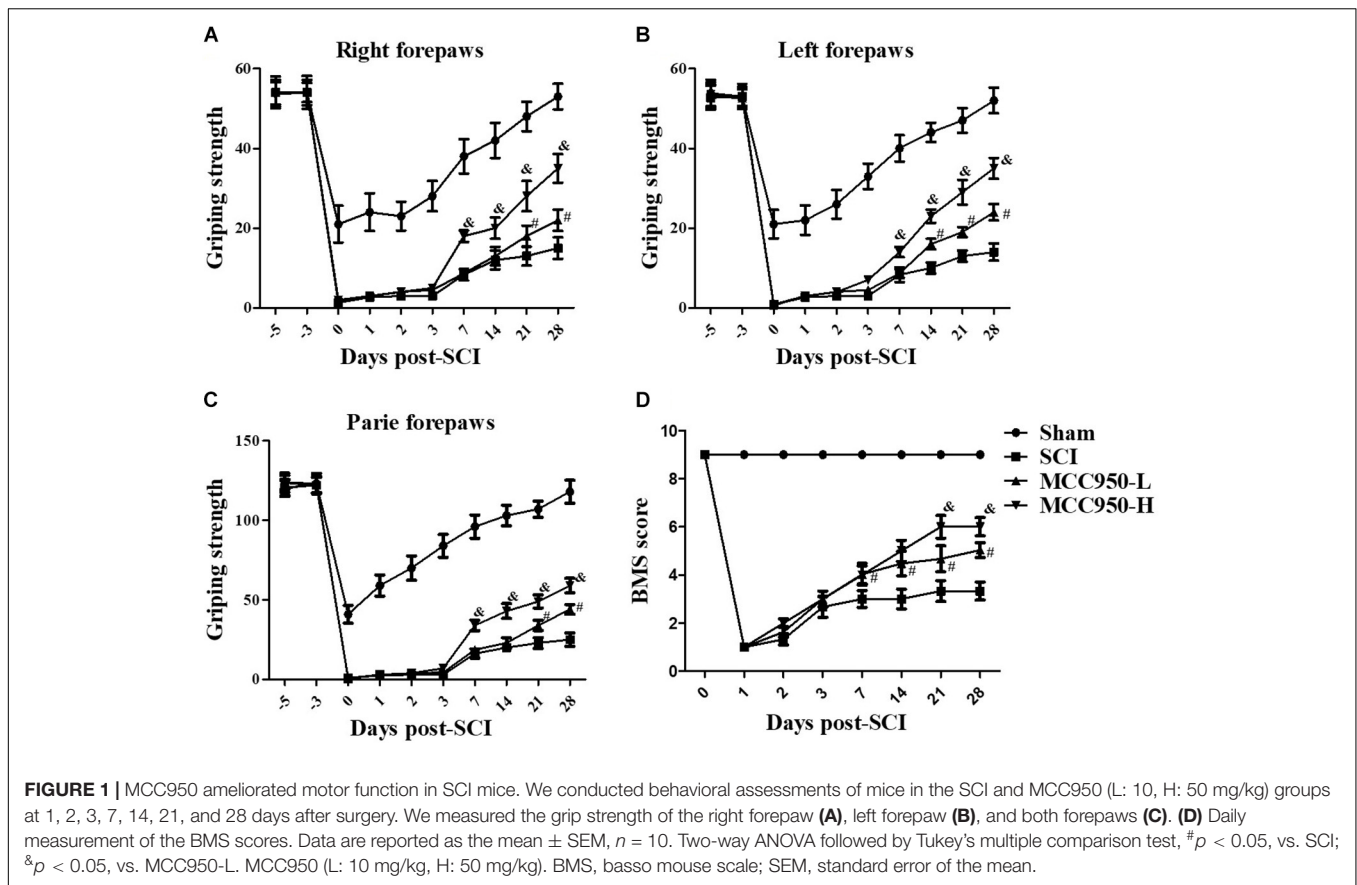 A
Right forepaws
Griping strength
60
40
20
0
-5 -3 0 1 2 3 7 14 21 28
& & & &
# #
Days post-SCI
B
Left forepaws
Griping strength
60
40
20
0
-5 -3 0 1 2 3 7 14 21 28
& & & &
# # #
Days post-SCI
C
Parie forepaws
Griping strength
150
100
50
0
-5 -3 0 1 2 3 7 14 21 28
& & & &
# #
Days post-SCI
D
BMS score
10
8
6
4
2
0
0 1 2 3 7 14 21 28
& &
# # # #
Days post-SCI
Sham
SCI
MCC950-L
MCC950-H
FIGURE 1 | MCC950 ameliorated motor function in SCI mice. We conducted behavioral assessments of mice in the SCI and MCC950 (L: 10, H: 50 mg/kg) groups
at 1, 2, 3, 7, 14, 21, and 28 days after surgery. We measured the grip strength of the right forepaw (A), left forepaw (B), and both forepaws (C). (D) Daily
measurement of the BMS scores. Data are reported as the mean ± SEM, n = 10. Two-way ANOVA followed by Tukey's multiple comparison test, #p < 0.05, vs. SCI;
&p < 0.05, vs. MCC950-L. MCC950 (L: 10 mg/kg, H: 50 mg/kg). BMS, basso mouse scale; SEM, standard error of the mean.